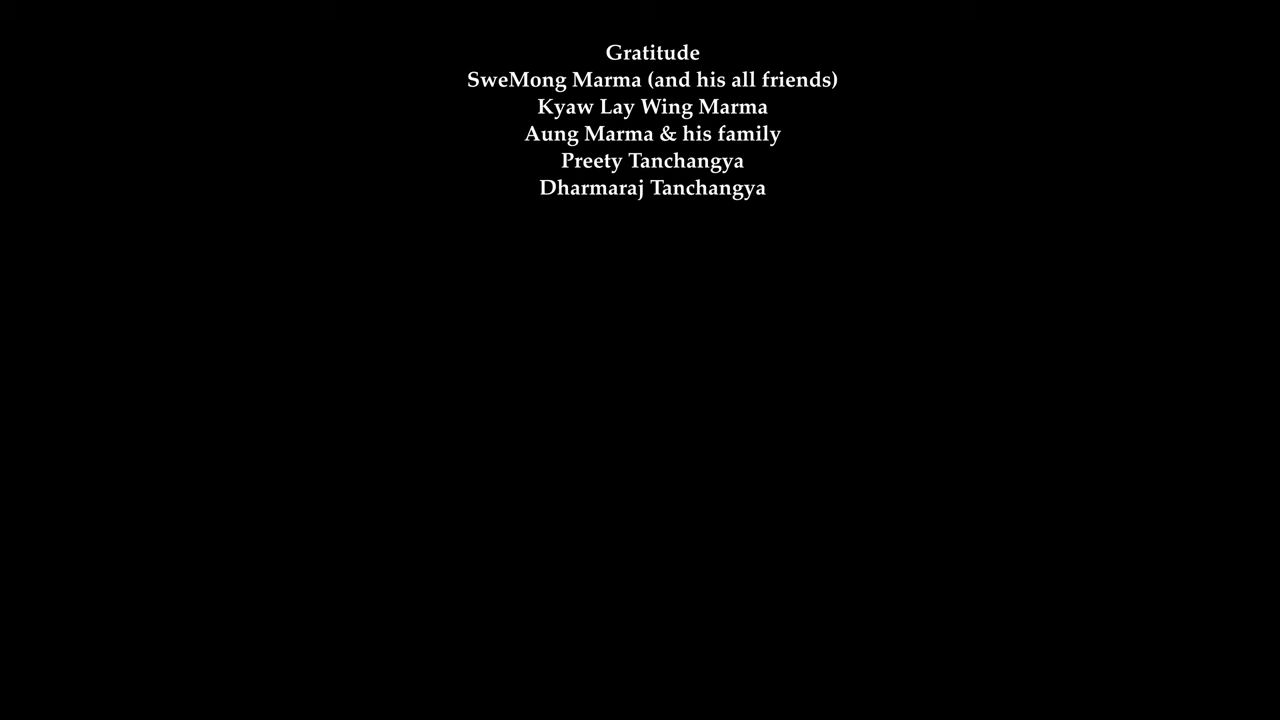 Gratitude
SweMong Marma (and his all friends)
Kyaw Lay Wing Marma
Aung Marma & his family
Preety Tanchangya
Dharmaraj Tanchangya